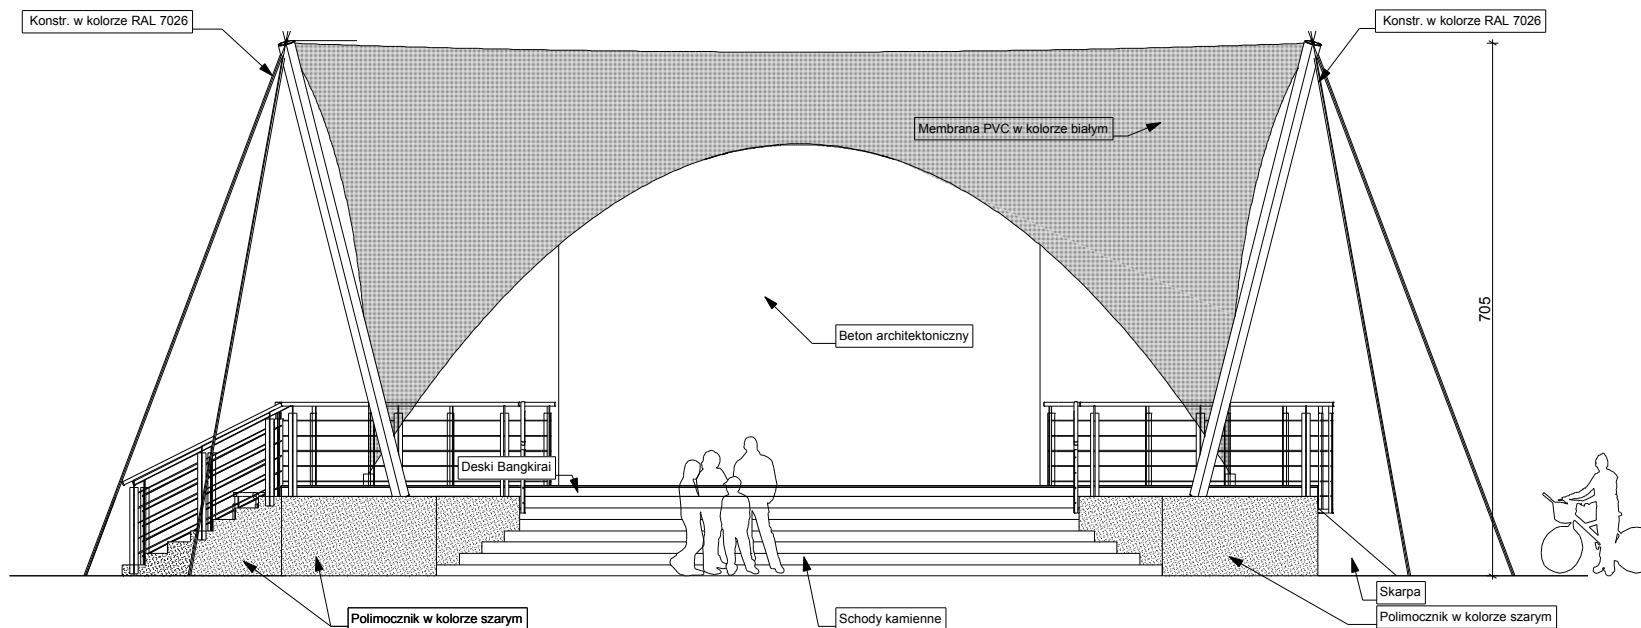 Konstr. w kolorze RAL 7026
Konstr. w kolorze RAL 7026
Membrana PVC w kolorze białym
705
Beton architektoniczny
Deski Bangkirai
Skarpa
Polimocznik w kolorze szarym
Schody kamienne
Polimocznik w kolorze szarym